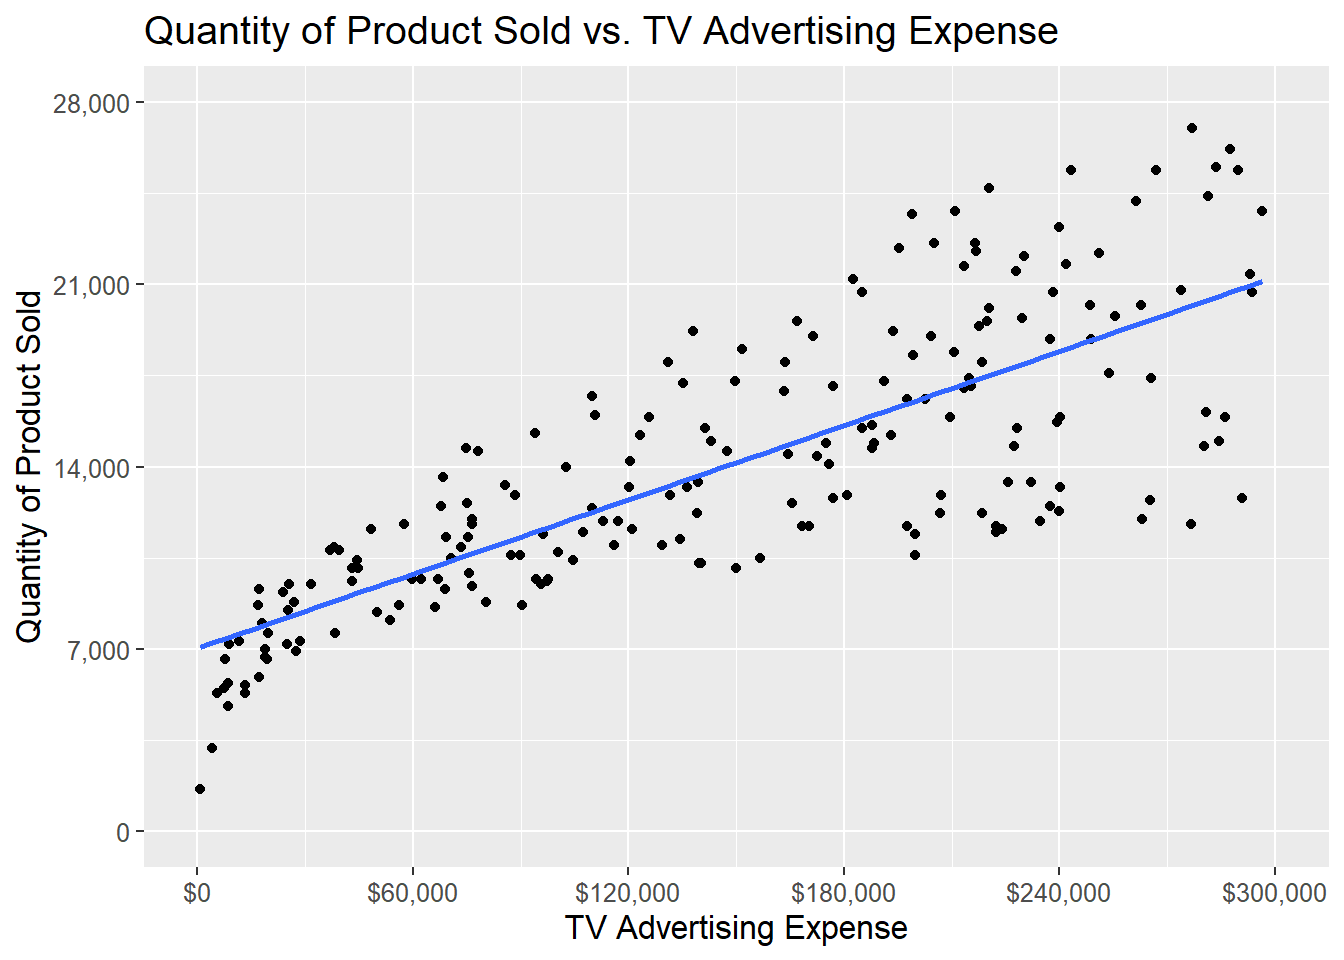 Quantity of Product Sold vs. TV Advertising Expense
Quantity of Product Sold
28,000
21,000
14,000
7,000
0
$0 $60,000 $120,000 $180,000 $240,000 $300,000
TV Advertising Expense